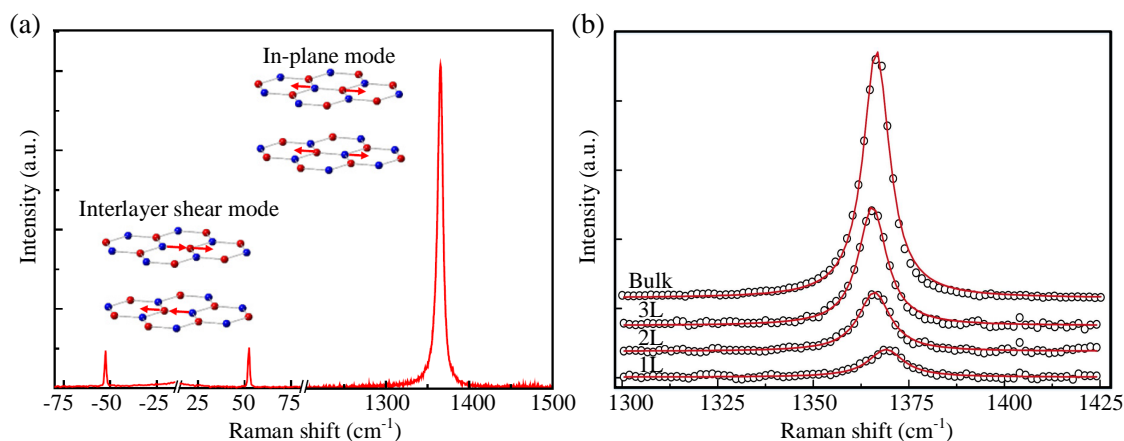 (a)
In-plane mode
Interlayer shear mode
Intensity (a.u.)
-75 -50 -25 25 50 75 1300 1400 1500
Raman shift (cm⁻¹)
(b)
Intensity (a.u.)
Bulk
3L
2L
1L
1300 1325 1350 1375 1400 1425
Raman shift (cm⁻¹)